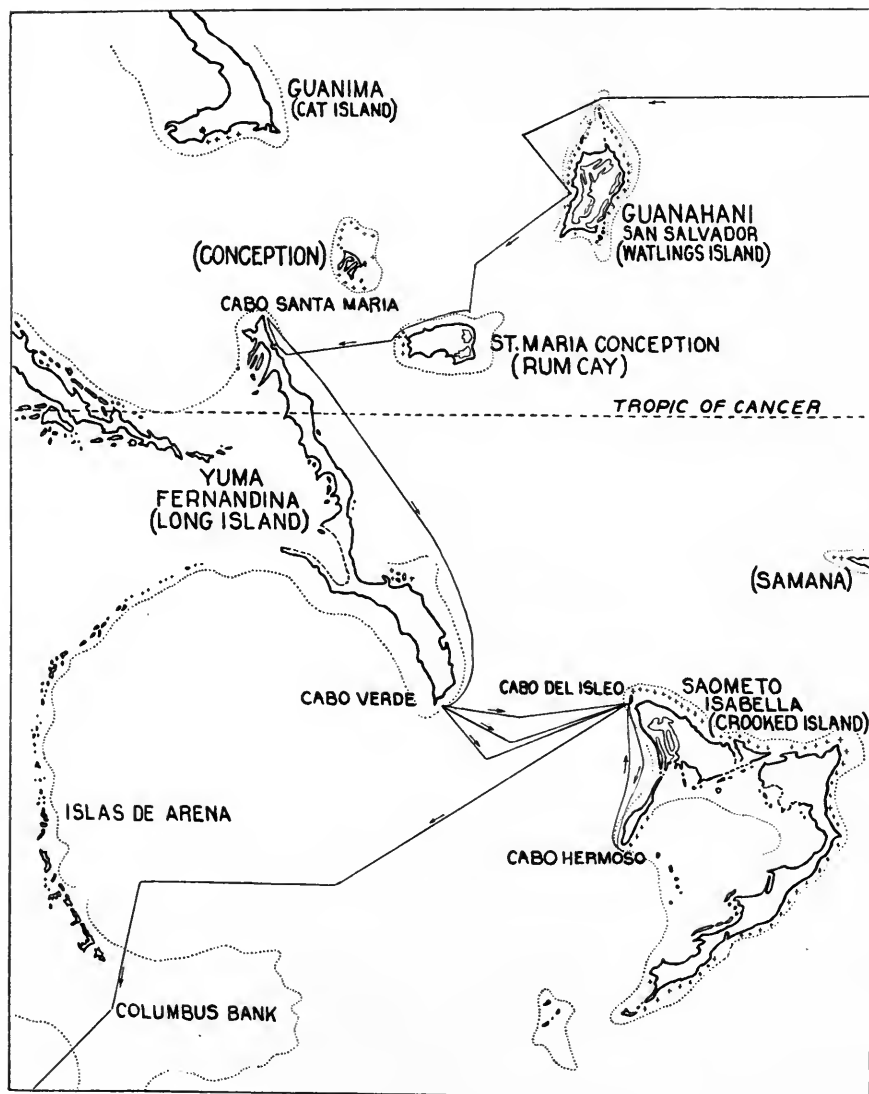 GUANIMA
(CAT ISLAND)
GUANAHANI
SAN SALVADOR
(WATLINGS ISLAND)
(CONCEPTION)
CABO SANTA MARIA
ST. MARIA CONCEPTION
(RUM CAY)
TROPIC OF CANCER
YUMA
FERNANDINA
(LONG ISLAND)
(SAMANA)
CABO VERDE
CABO DEL ISLEO
SAOMETO
ISABELLA
(CROOKED ISLAND)
ISLAS DE ARENA
CABO HERMOSO
COLUMBUS BANK